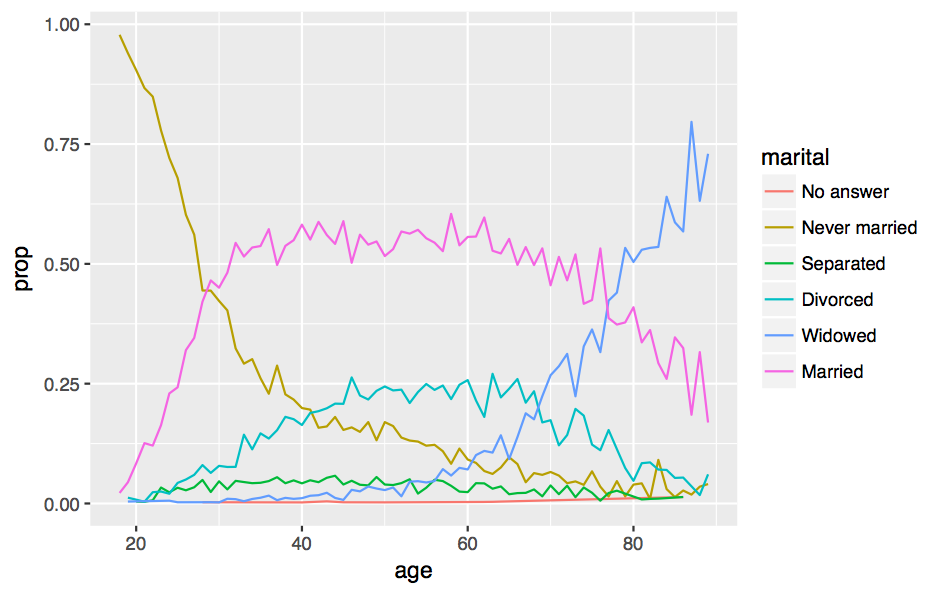 1.00
0.75
0.50
0.25
0.00
prop
20 40 60 80
age
marital
No answer
Never married
Separated
Divorced
Widowed
Married